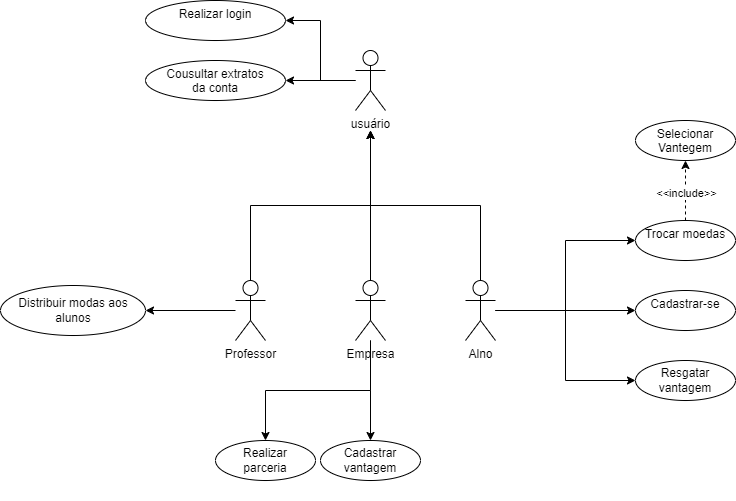 Realizar login
Cousultar extratos
da conta
usuário
Selecionar
Vantegem
<<include>>
Trocar moedas
Distribuir modas aos
alunos
Cadastrar-se
Professor
Empresa
Alno
Resgatar
vantagem
Realizar
parceria
Cadastrar
vantagem